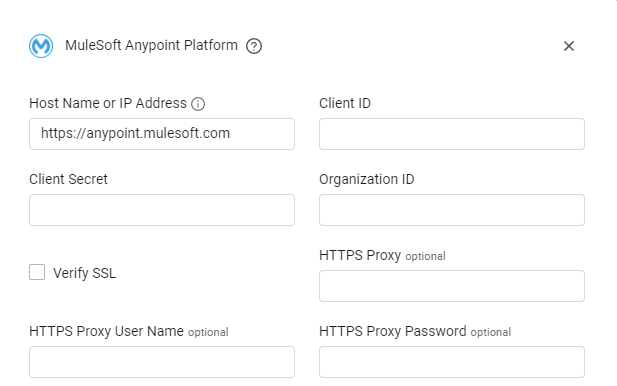 MuleSoft Anypoint Platform
Host Name or IP Address
Client ID
https://anypoint.mulesoft.com
Client Secret
Organization ID
Verify SSL
HTTPS Proxy optional
HTTPS Proxy User Name optional
HTTPS Proxy Password optional